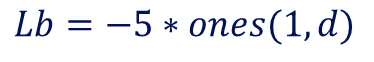 Lb = −5 ∗ ones(1, d)